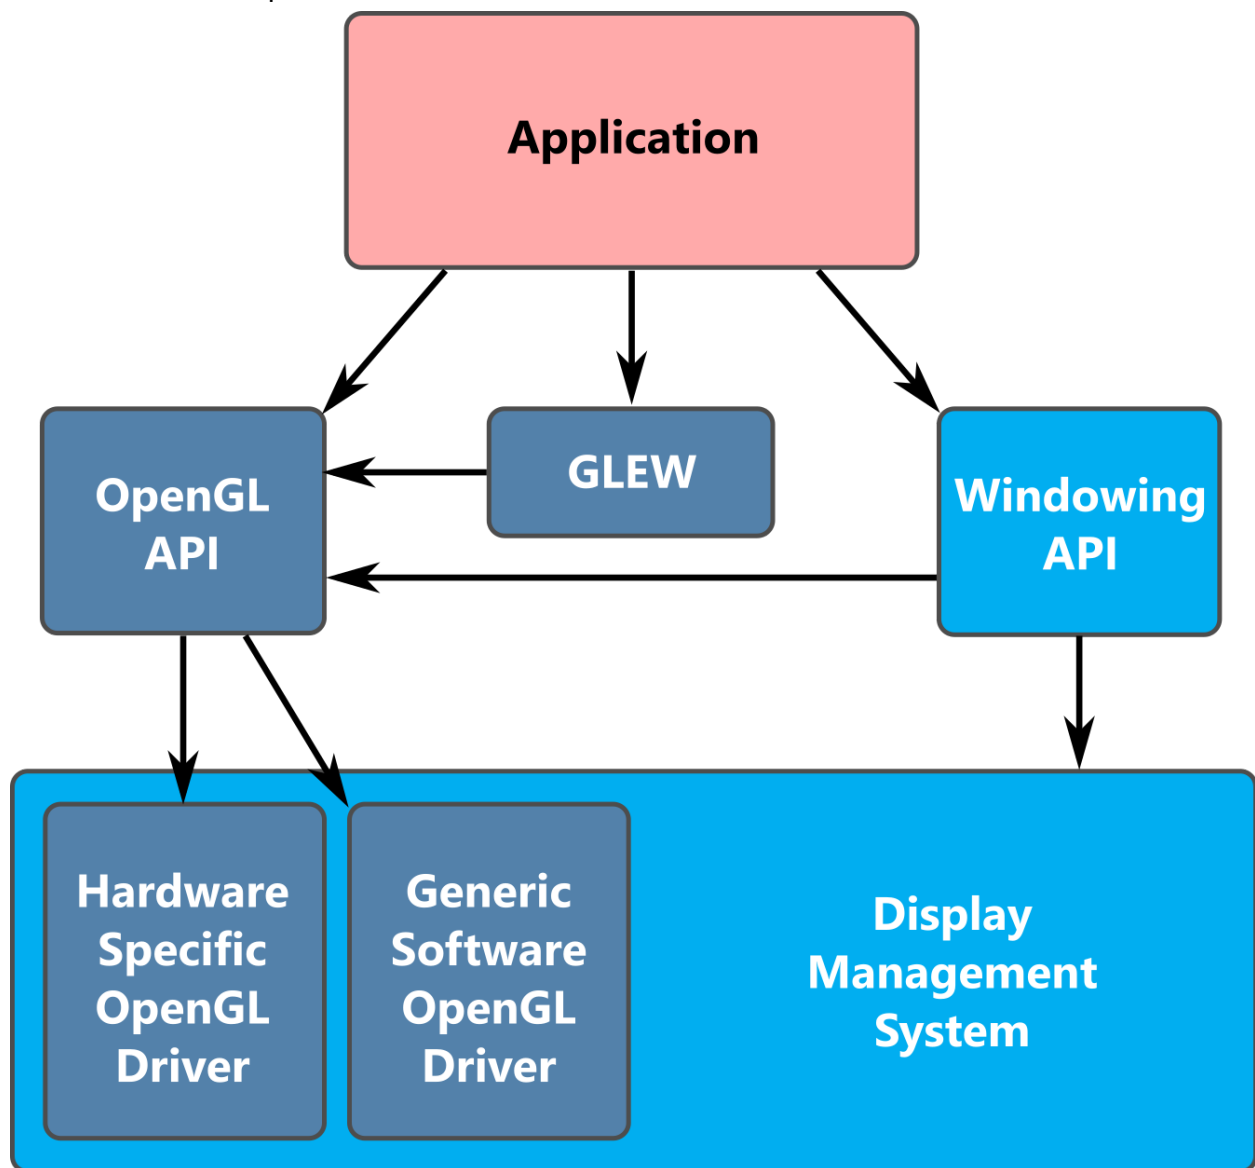 Application
OpenGL
API
GLEW
Windowing
API
Hardware
Specific
OpenGL
Driver
Generic
Software
OpenGL
Driver
Display
Management
System